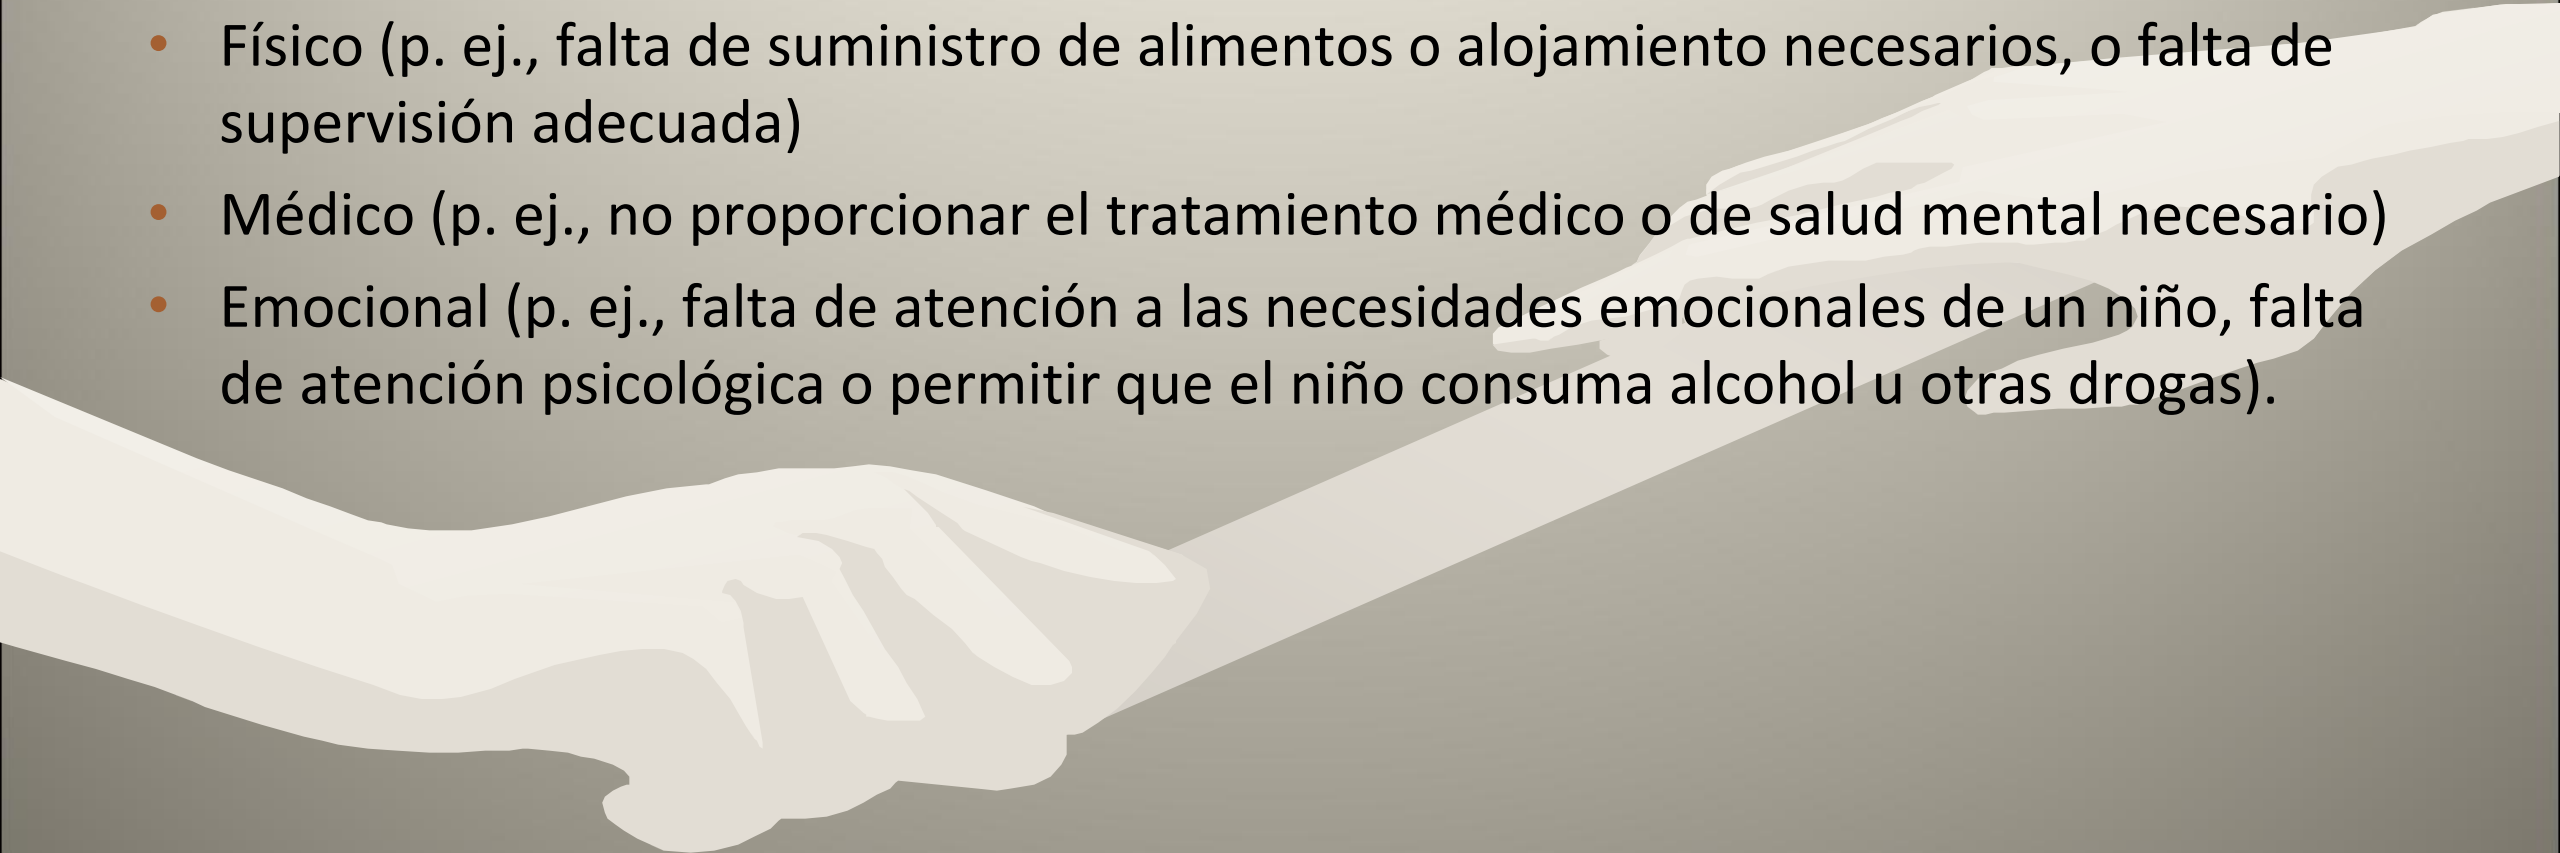 • Físico (p. ej., falta de suministro de alimentos o alojamiento necesarios, o falta de
supervisión adecuada)
• Médico (p. ej., no proporcionar el tratamiento médico o de salud mental necesario)
• Emocional (p. ej., falta de atención a las necesidades emocionales de un niño, falta
de atención psicológica o permitir que el niño consuma alcohol u otras drogas).